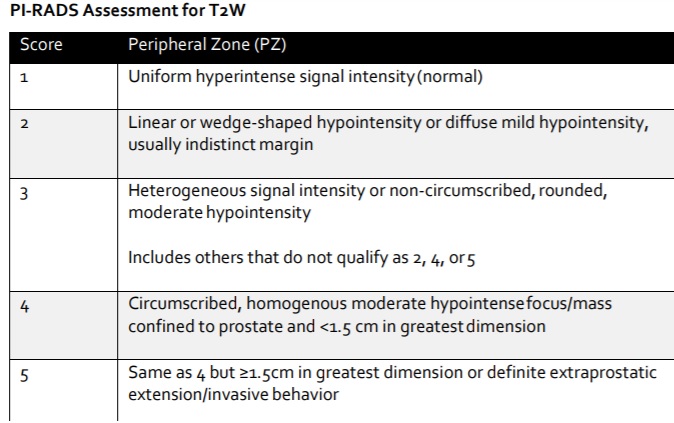 PI-RADS Assessment for T2W
Score Peripheral Zone (PZ)
1 Uniform hyperintense signal intensity (normal)
2 Linear or wedge-shaped hypointensity or diffuse mild hypointensity,
usually indistinct margin
3 Heterogeneous signal intensity or non-circumscribed, rounded,
moderate hypointensity
Includes others that do not qualify as 2, 4, or 5
4 Circumscribed, homogenous moderate hypointense focus/mass
confined to prostate and <1.5 cm in greatest dimension
5 Same as 4 but ≥1.5cm in greatest dimension or definite extraprostatic
extension/invasive behavior